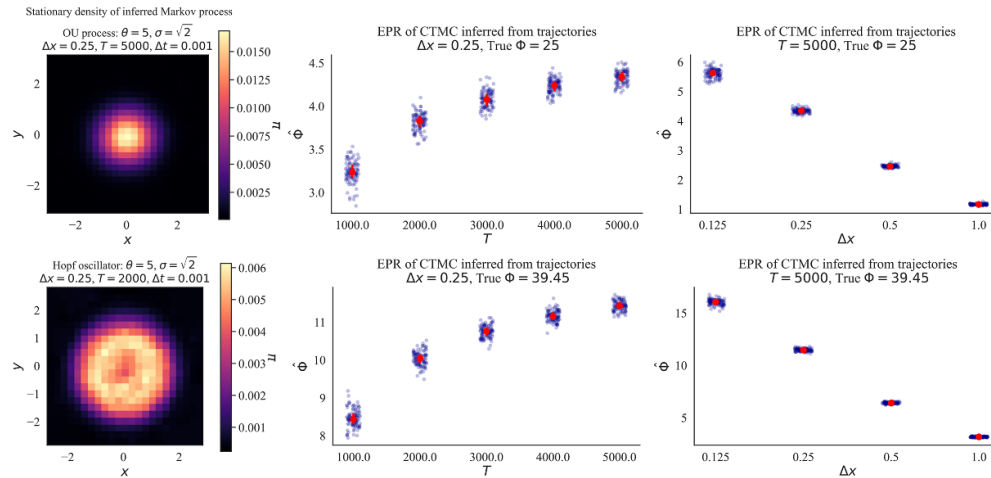 Stationary density of inferred Markov process
OU process: θ = 5, σ = √2
Δx = 0.25, T = 5000, Δt = 0.001
2
0
−2
y
−2
0
2
x
0.0150
0.0125
0.0100
0.0075
0.0050
0.0025
π
EPR of CTMC inferred from trajectories
Δx = 0.25, True Φ = 25
4.5
4.0
3.5
3.0
Φ̂
1000.0
2000.0
3000.0
4000.0
5000.0
T
EPR of CTMC inferred from trajectories
T = 5000, True Φ = 25
6
5
4
3
2
1
Φ̂
0.125
0.25
0.5
1.0
Δx
Hopf oscillator: θ = 5, σ = √2
Δx = 0.25, T = 2000, Δt = 0.001
2
1
0
−1
−2
y
−2
0
2
x
0.006
0.005
0.004
0.003
0.002
0.001
π
EPR of CTMC inferred from trajectories
Δx = 0.25, True Φ = 39.45
11
10
9
8
Φ̂
1000.0
2000.0
3000.0
4000.0
5000.0
T
EPR of CTMC inferred from trajectories
T = 5000, True Φ = 39.45
15
10
5
Φ̂
0.125
0.25
0.5
1.0
Δx